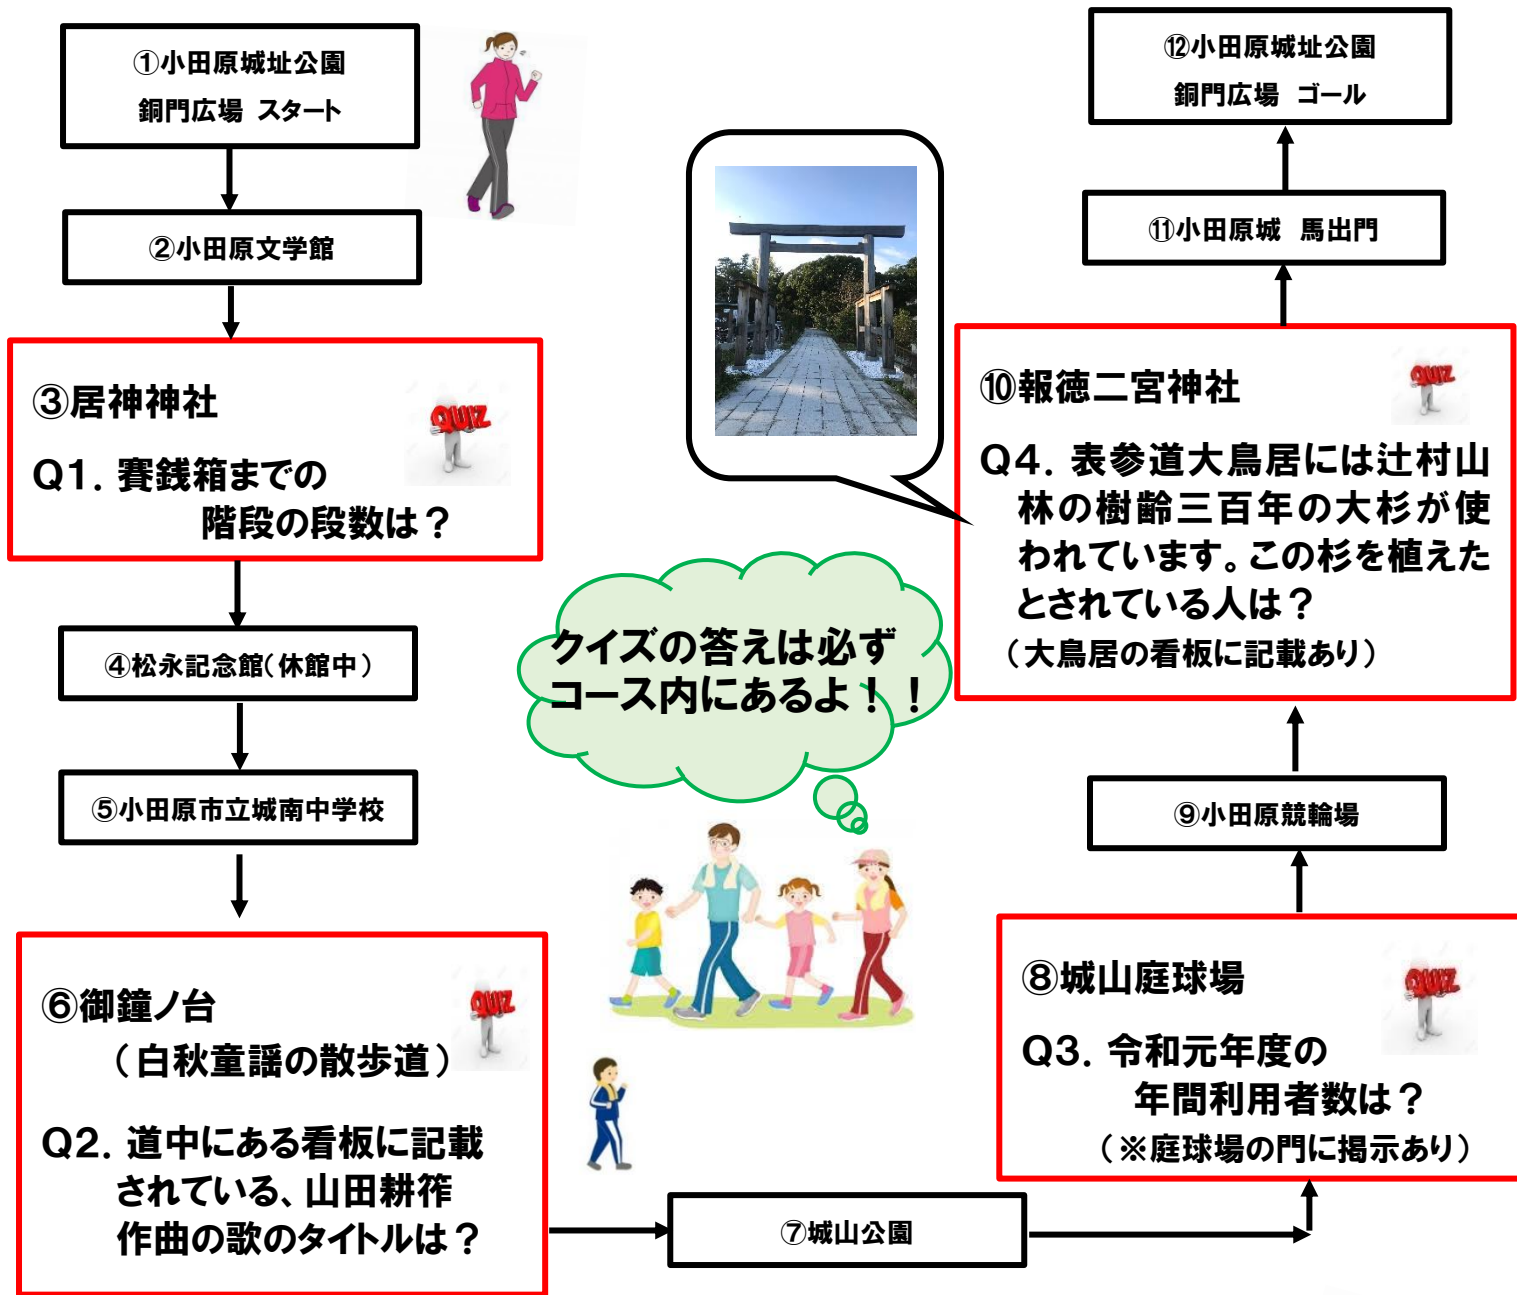 ①小田原城址公園
銅門広場 スタート
②小田原文学館
③居神神社
QUIZ
Q1. 賽銭箱までの
階段の段数は？
④松永記念館（休館中）
⑤小田原市立城南中学校
⑥御鐘ノ台
QUIZ
（白秋童謡の散歩道）
Q2. 道中にある看板に記載
されている、山田耕筰
作曲の歌のタイトルは？
⑦城山公園
⑧城山庭球場
QUIZ
Q3. 令和元年度の
年間利用者数は？
（※庭球場の門に掲示あり）
⑨小田原競輪場
⑩報徳二宮神社
QUIZ
Q4. 表参道大鳥居には辻村山
林の樹齢三百年の大杉が使
われています。この杉を植えた
とされている人は？
（大鳥居の看板に記載あり）
⑪小田原城 馬出門
⑫小田原城址公園
銅門広場 ゴール
クイズの答えは必ず
コース内にあるよ！！